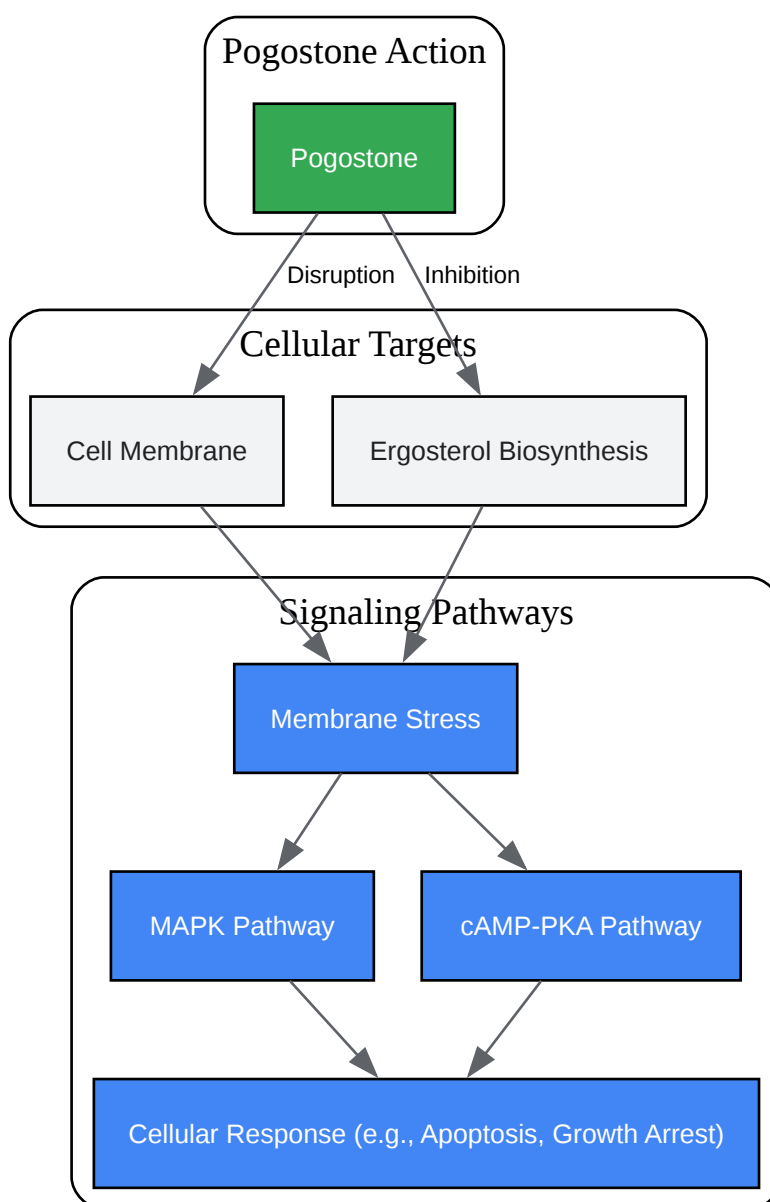 Pogostone Action
Pogostone
Disruption
Inhibition
Cellular Targets
Cell Membrane
Ergosterol Biosynthesis
Signaling Pathways
Membrane Stress
MAPK Pathway
cAMP-PKA Pathway
Cellular Response (e.g., Apoptosis, Growth Arrest)